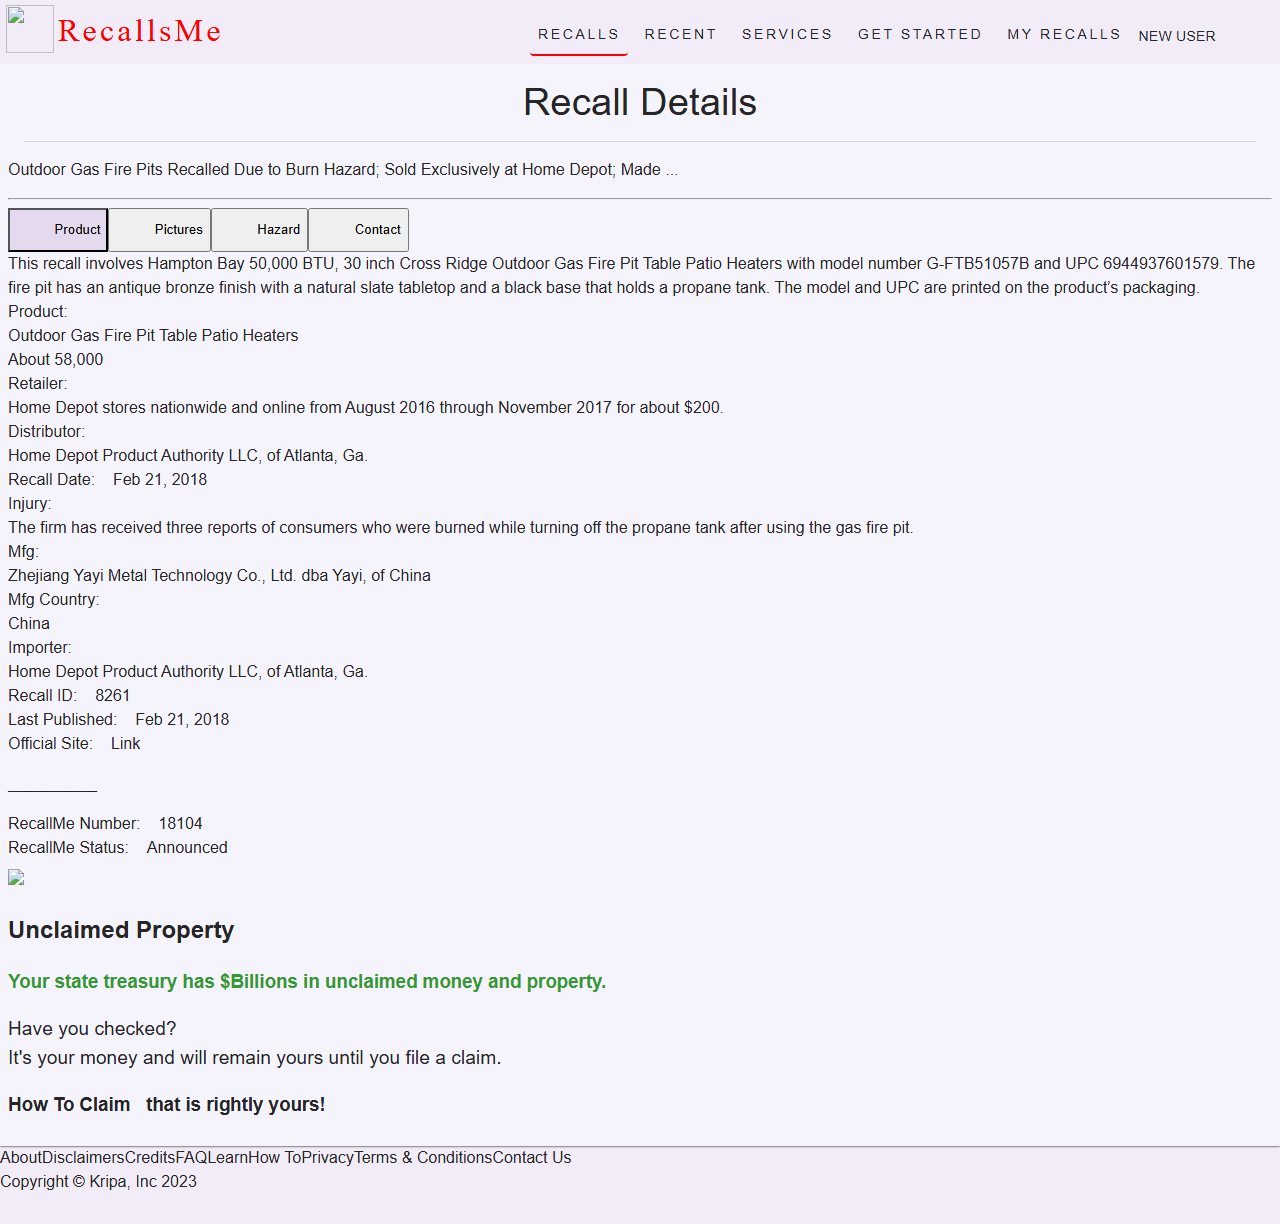 RecallsMe
RECALLS RECENT SERVICES GET STARTED MY RECALLS NEW USER
Recall Details
Outdoor Gas Fire Pits Recalled Due to Burn Hazard; Sold Exclusively at Home Depot; Made ...
Product Pictures Hazard Contact
This recall involves Hampton Bay 50,000 BTU, 30 inch Cross Ridge Outdoor Gas Fire Pit Table Patio Heaters with model number G-FTB51057B and UPC 6944937601579. The
fire pit has an antique bronze finish with a natural slate tabletop and a black base that holds a propane tank. The model and UPC are printed on the product's packaging.
Product:
Outdoor Gas Fire Pit Table Patio Heaters
About 58,000
Retailer:
Home Depot stores nationwide and online from August 2016 through November 2017 for about $200.
Distributor:
Home Depot Product Authority LLC, of Atlanta, Ga.
Recall Date: Feb 21, 2018
Injury:
The firm has received three reports of consumers who were burned while turning off the propane tank after using the gas fire pit.
Mfg:
Zhejiang Yayi Metal Technology Co., Ltd. dba Yayi, of China
Mfg Country:
China
Importer:
Home Depot Product Authority LLC, of Atlanta, Ga.
Recall ID: 8261
Last Published: Feb 21, 2018
Official Site: Link
__________
RecallMe Number: 18104
RecallMe Status: Announced
Unclaimed Property
Your state treasury has $Billions in unclaimed money and property.
Have you checked?
It's your money and will remain yours until you file a claim.
How To Claim that is rightly yours!
AboutDisclaimersCreditsFAQLearnHow ToPrivacyTerms & ConditionsContact Us
Copyright © Kripa, Inc 2023